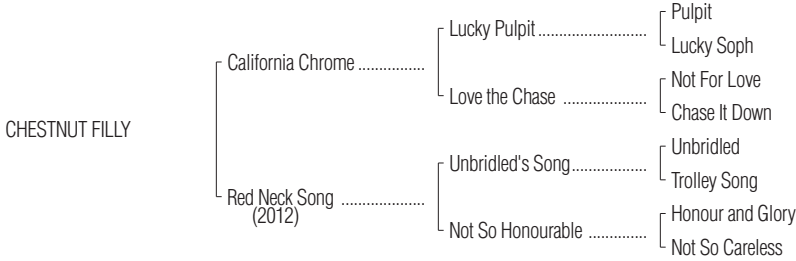 Pulpit
Lucky Pulpit ..........................
Lucky Soph
California Chrome ................
Not For Love
Love the Chase ....................
Chase It Down
CHESTNUT FILLY
Unbridled
Unbridled's Song..................
Trolley Song
Red Neck Song ....................
(2012)
Honour and Glory
Not So Honourable ..............
Not So Careless